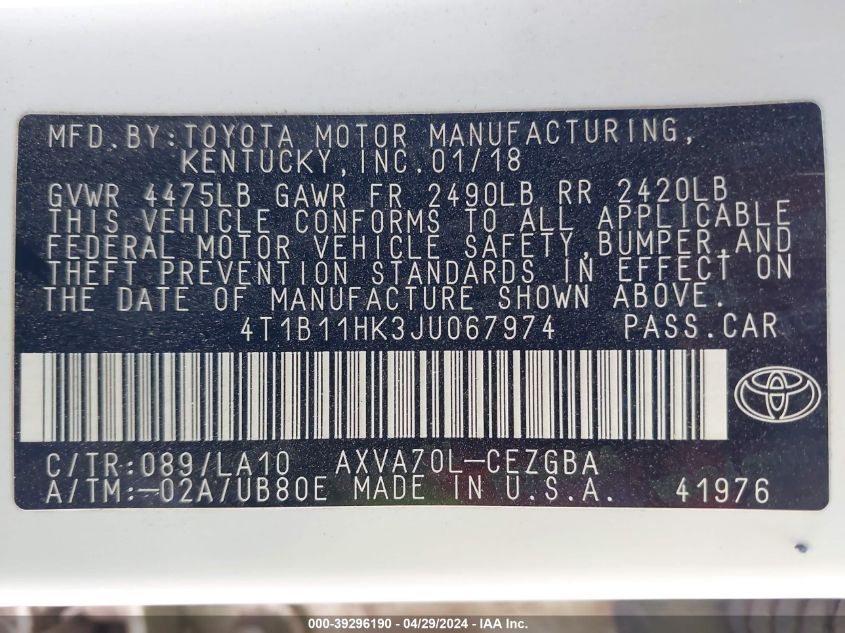 MFD.BY:TOYOTA MOTOR MANUFACTURING,
KENTUCKY,INC.01/18
GVWR 4475LB GAWR FR 2490LB RR 2420LB
THIS VEHICLE CONFORMS TO ALL APPLICABLE
FEDERAL MOTOR VEHICLE SAFETY,BUMPER,AND
THEFT PREVENTION STANDARDS IN EFFECT ON
THE DATE OF MANUFACTURE SHOWN ABOVE.
4T1B11HK3JU067974 PASS.CAR
C/TR:089/LA10 AXVA70L-CEZGBA
A/TM:-02A/UB80E MADE IN U.S.A. 41976
000-39296190 - 04/29/2024 - IAA Inc.